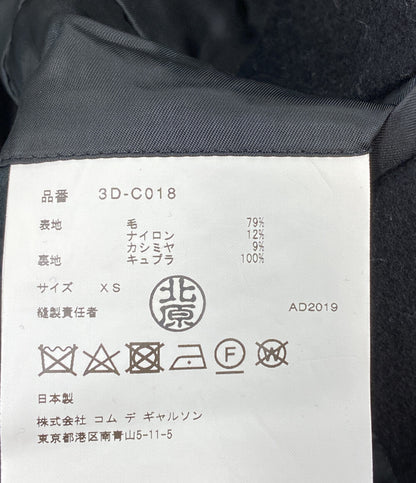 品番 3D-C018
表地 毛 79%
ナイロン 12%
カシミヤ 9%
裏地 キュプラ 100%
サイズ XS
縫製責任者 北原 AD2019
F W
日本製
株式会社 コム デ ギャルソン
東京都港区南青山5-11-5